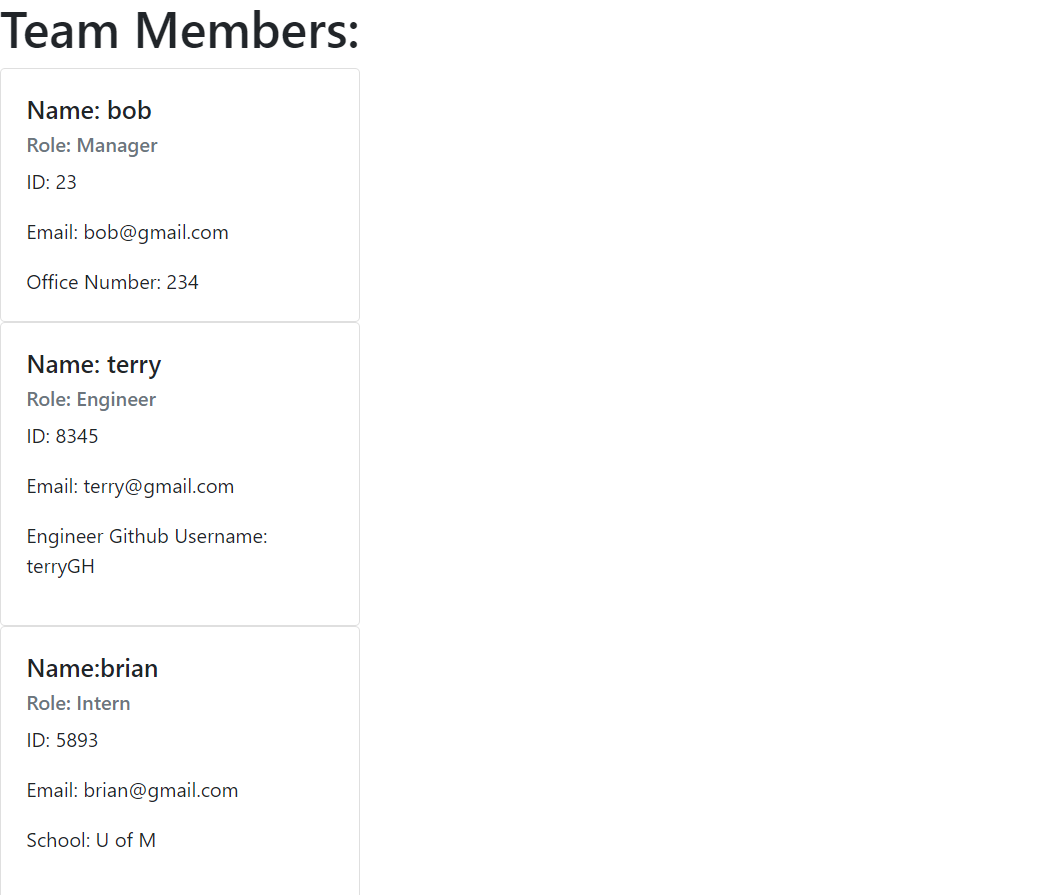 Team Members:
Name: bob
Role: Manager
ID: 23
Email: bob@gmail.com
Office Number: 234
Name: terry
Role: Engineer
ID: 8345
Email: terry@gmail.com
Engineer Github Username:
terryGH
Name:brian
Role: Intern
ID: 5893
Email: brian@gmail.com
School: U of M